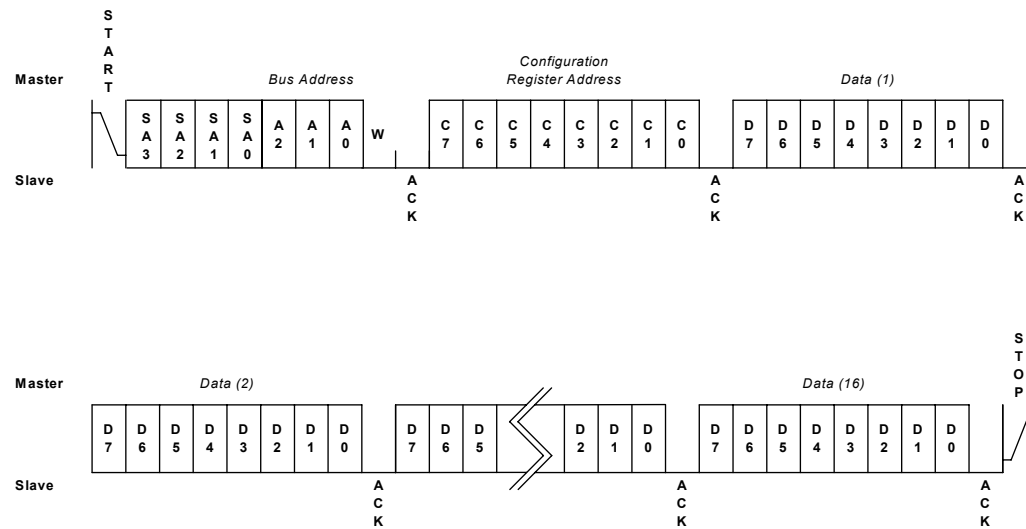 START
Master
Bus Address
Configuration
Register Address
Data (1)
SA3 SA2 SA1 SA0 A2 A1 A0 W C7 C6 C5 C4 C3 C2 C1 C0 D7 D6 D5 D4 D3 D2 D1 D0
Slave
ACK ACK ACK
STOP
Master
Data (2)
Data (16)
D7 D6 D5 D4 D3 D2 D1 D0 D7 D6 D5 D2 D1 D0 D7 D6 D5 D4 D3 D2 D1 D0
Slave
ACK ACK ACK